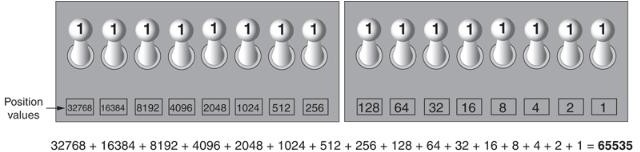 1 1 1 1 1 1 1 1 1 1 1 1 1 1 1 1
Position values
32768 16384 8192 4096 2048 1024 512 256 128 64 32 16 8 4 2 1
32768 + 16384 + 8192 + 4096 + 2048 + 1024 + 512 + 256 + 128 + 64 + 32 + 16 + 8 + 4 + 2 + 1 = 65535